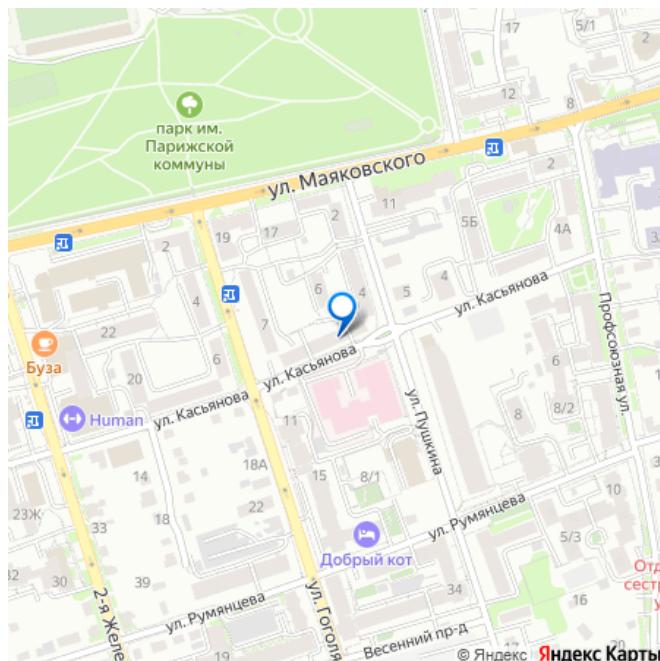 17
5/1
12
8
парк им.
Парижской
коммуны
ул. Маяковского
2
11
2
17
19
2
5Б
4А
4
6
4
5
4
7
22
6
Буза
20
ул. Касьянова
ул. Касьянова
ул. Касьянова
Профсоюзная ул.
Human
11
8
8/2
ул. Пушкина
14
18А
15
8/1
18
22
10
23Ж
33
ул. Румянцева
5/3
Добрый кот
32
30
39
34
16
Отд
сестр
у
2-я Желе
ул. Румянцева
ул. Гоголя
Весенний пр-д
© Яндекс
Яндекс Карты